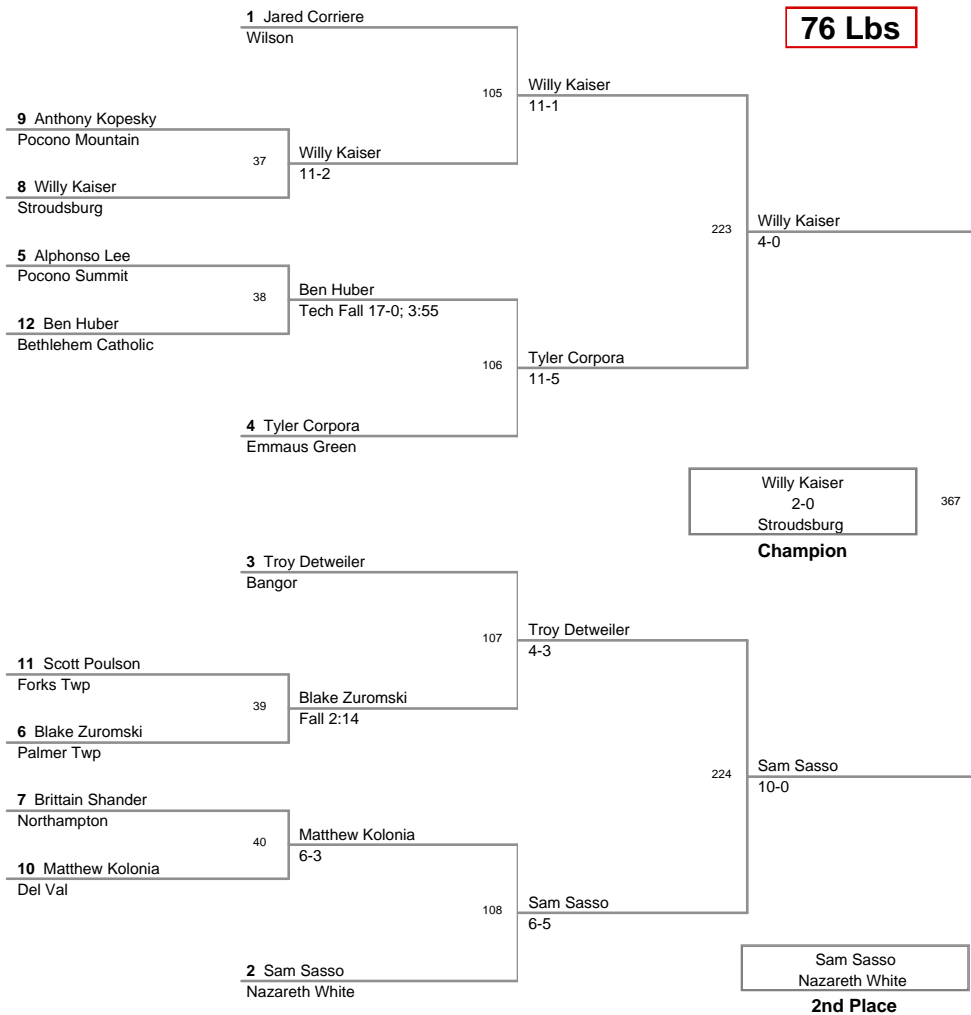 76 Lbs
1 Jared Corriere
Wilson
105
Willy Kaiser
11-1
9 Anthony Kopesky
Pocono Mountain
37
Willy Kaiser
11-2
8 Willy Kaiser
Stroudsburg
223
Willy Kaiser
4-0
5 Alphonso Lee
Pocono Summit
38
Ben Huber
Tech Fall 17-0; 3:55
12 Ben Huber
Bethlehem Catholic
106
Tyler Corpora
11-5
4 Tyler Corpora
Emmaus Green
Willy Kaiser
2-0
Stroudsburg
367
Champion
3 Troy Detweiler
Bangor
107
Troy Detweiler
4-3
11 Scott Poulson
Forks Twp
39
Blake Zuromski
Fall 2:14
6 Blake Zuromski
Palmer Twp
224
Sam Sasso
10-0
7 Brittain Shander
Northampton
40
Matthew Kolonia
6-3
10 Matthew Kolonia
Del Val
108
Sam Sasso
6-5
2 Sam Sasso
Nazareth White
Sam Sasso
Nazareth White
2nd Place